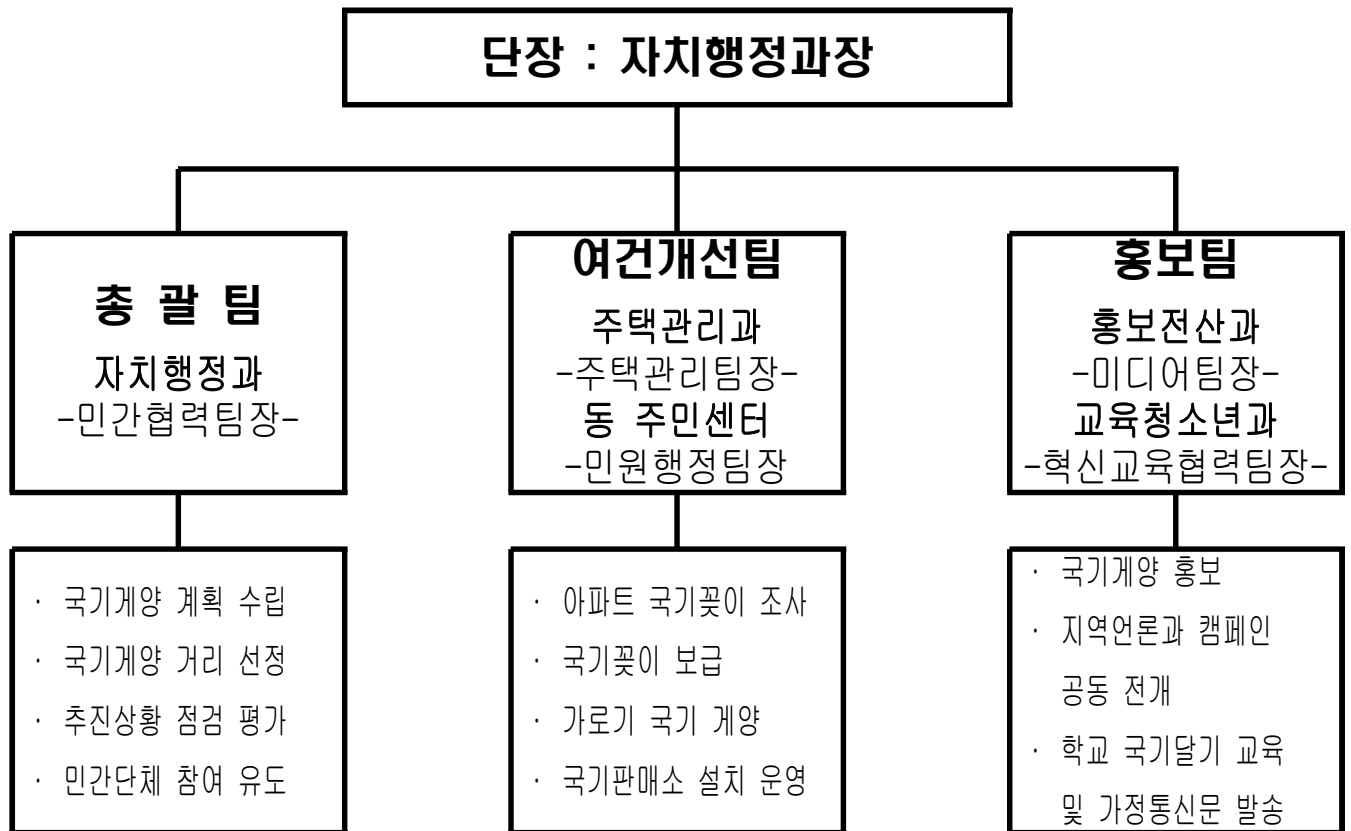 단장 : 자치행정과장
총 괄 팀
자치행정과
-민간협력팀장-
여건개선팀
주택관리과
-주택관리팀장-
동 주민센터
-민원행정팀장
홍보팀
홍보전산과
-미디어팀장-
교육청소년과
-혁신교육협력팀장-
· 국기게양 계획 수립
· 국기게양 거리 선정
· 추진상황 점검 평가
· 민간단체 참여 유도
· 아파트 국기꽂이 조사
· 국기꽂이 보급
· 가로기 국기 게양
· 국기판매소 설치 운영
· 국기게양 홍보
· 지역언론과 캠페인
공동 전개
· 학교 국기달기 교육
및 가정통신문 발송